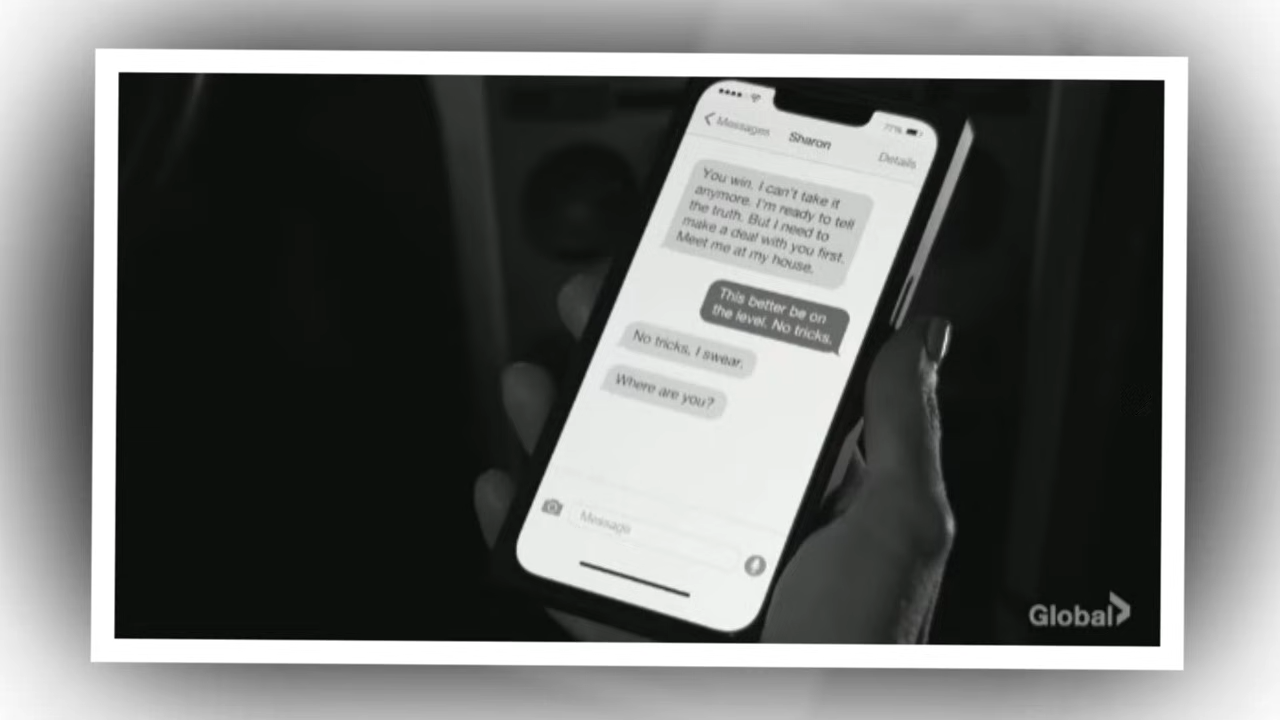 77%
Messages
Sharon
Details
You win. I can't take it
anymore. I'm ready to tell
the truth. But I need to
make a deal with you first.
Meet me at my house.
This better be on
the level. No tricks.
No tricks, I swear.
Where are you?
Message
Global